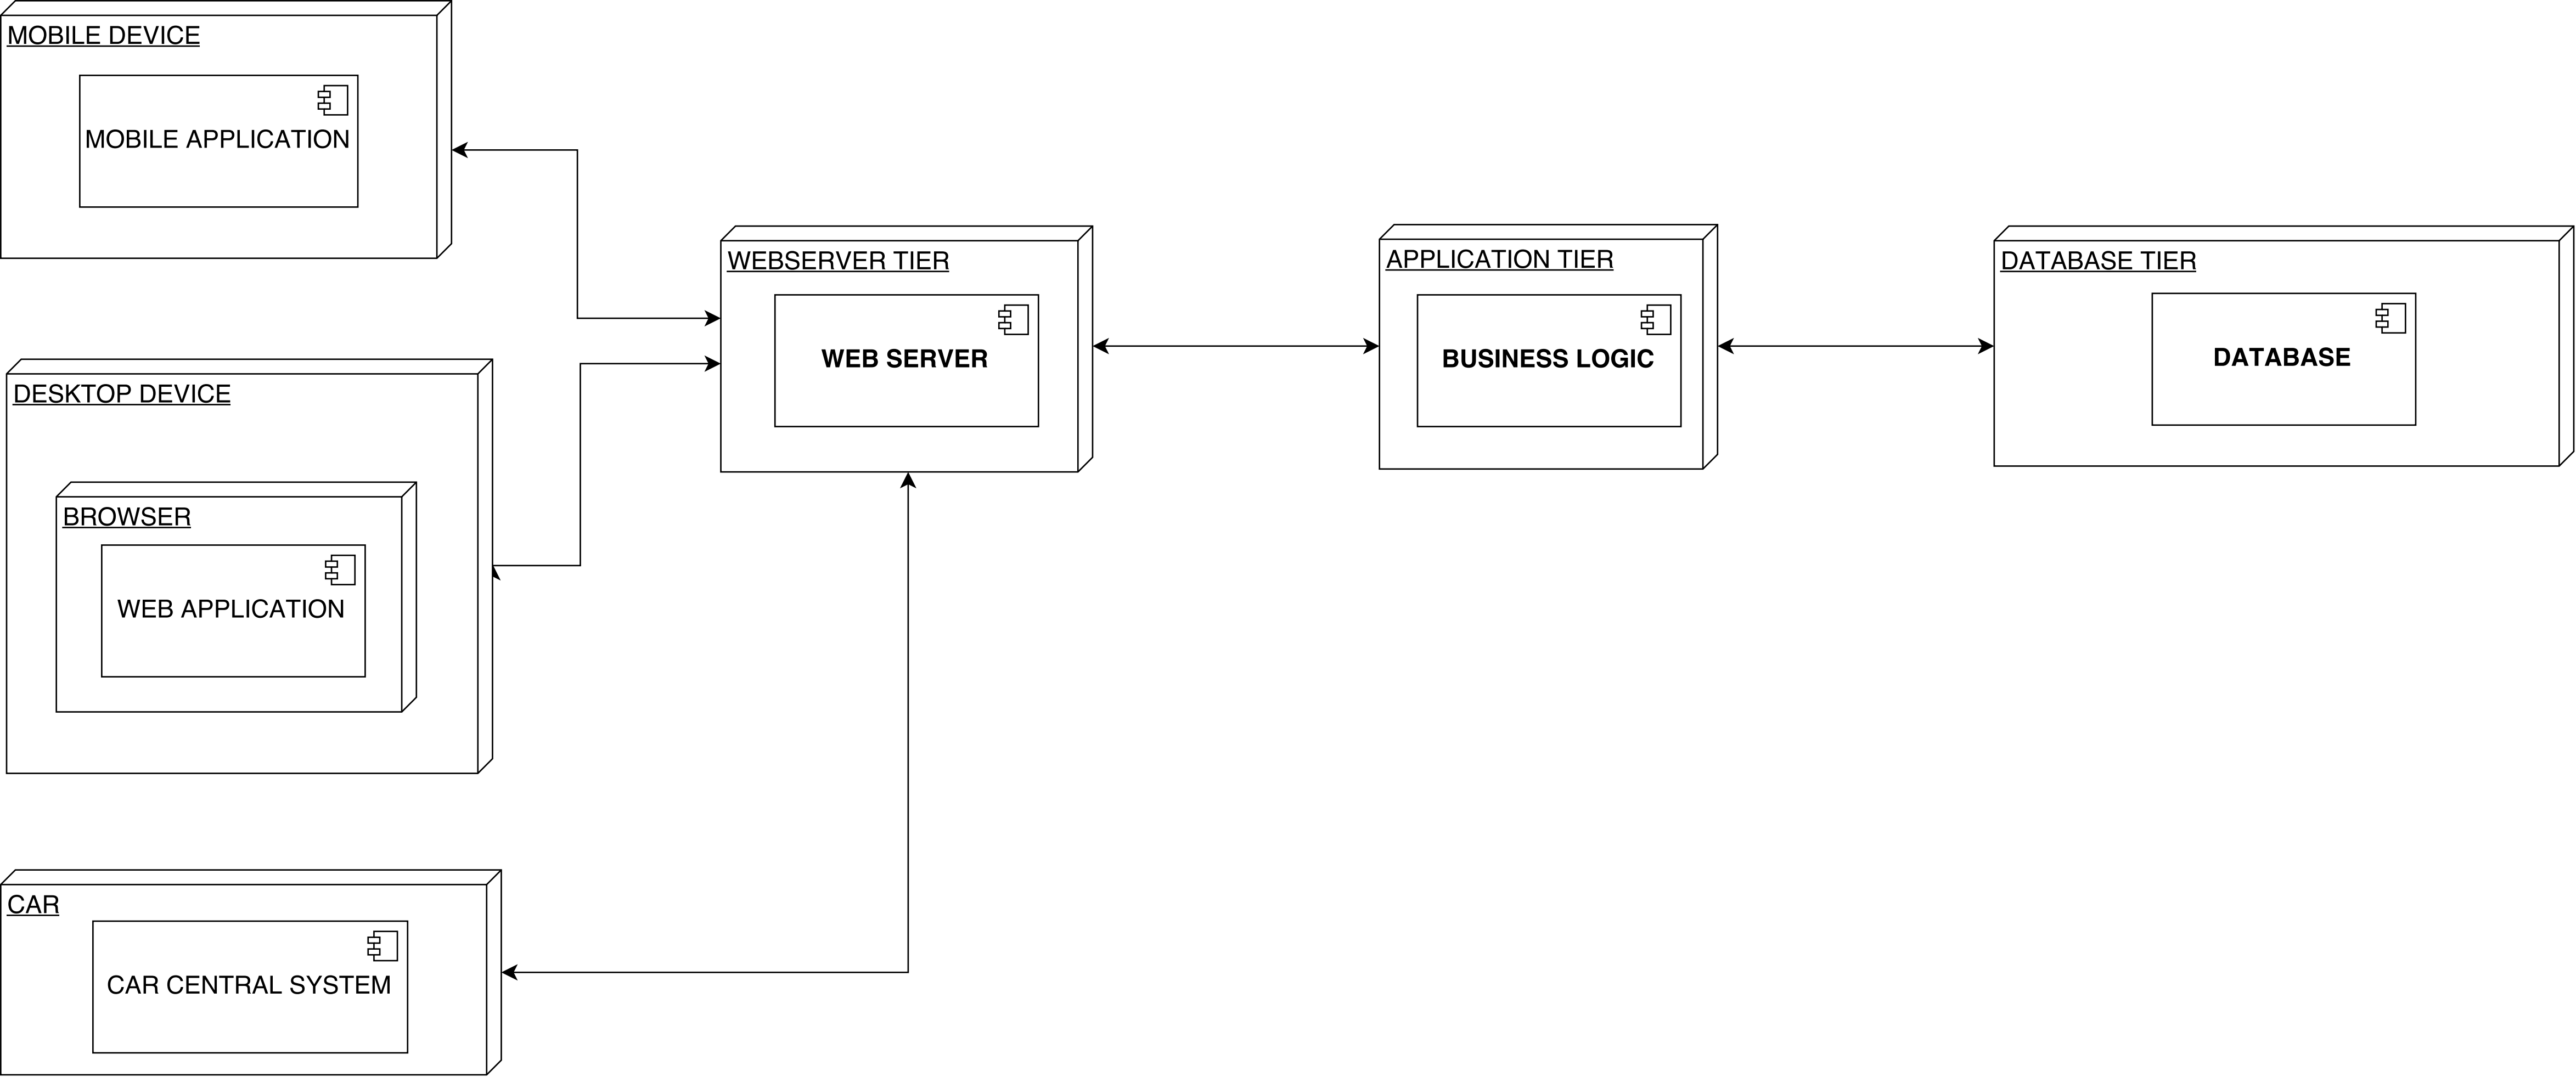 MOBILE DEVICE
MOBILE APPLICATION
DESKTOP DEVICE
BROWSER
WEB APPLICATION
CAR
CAR CENTRAL SYSTEM
WEBSERVER TIER
WEB SERVER
APPLICATION TIER
BUSINESS LOGIC
DATABASE TIER
DATABASE